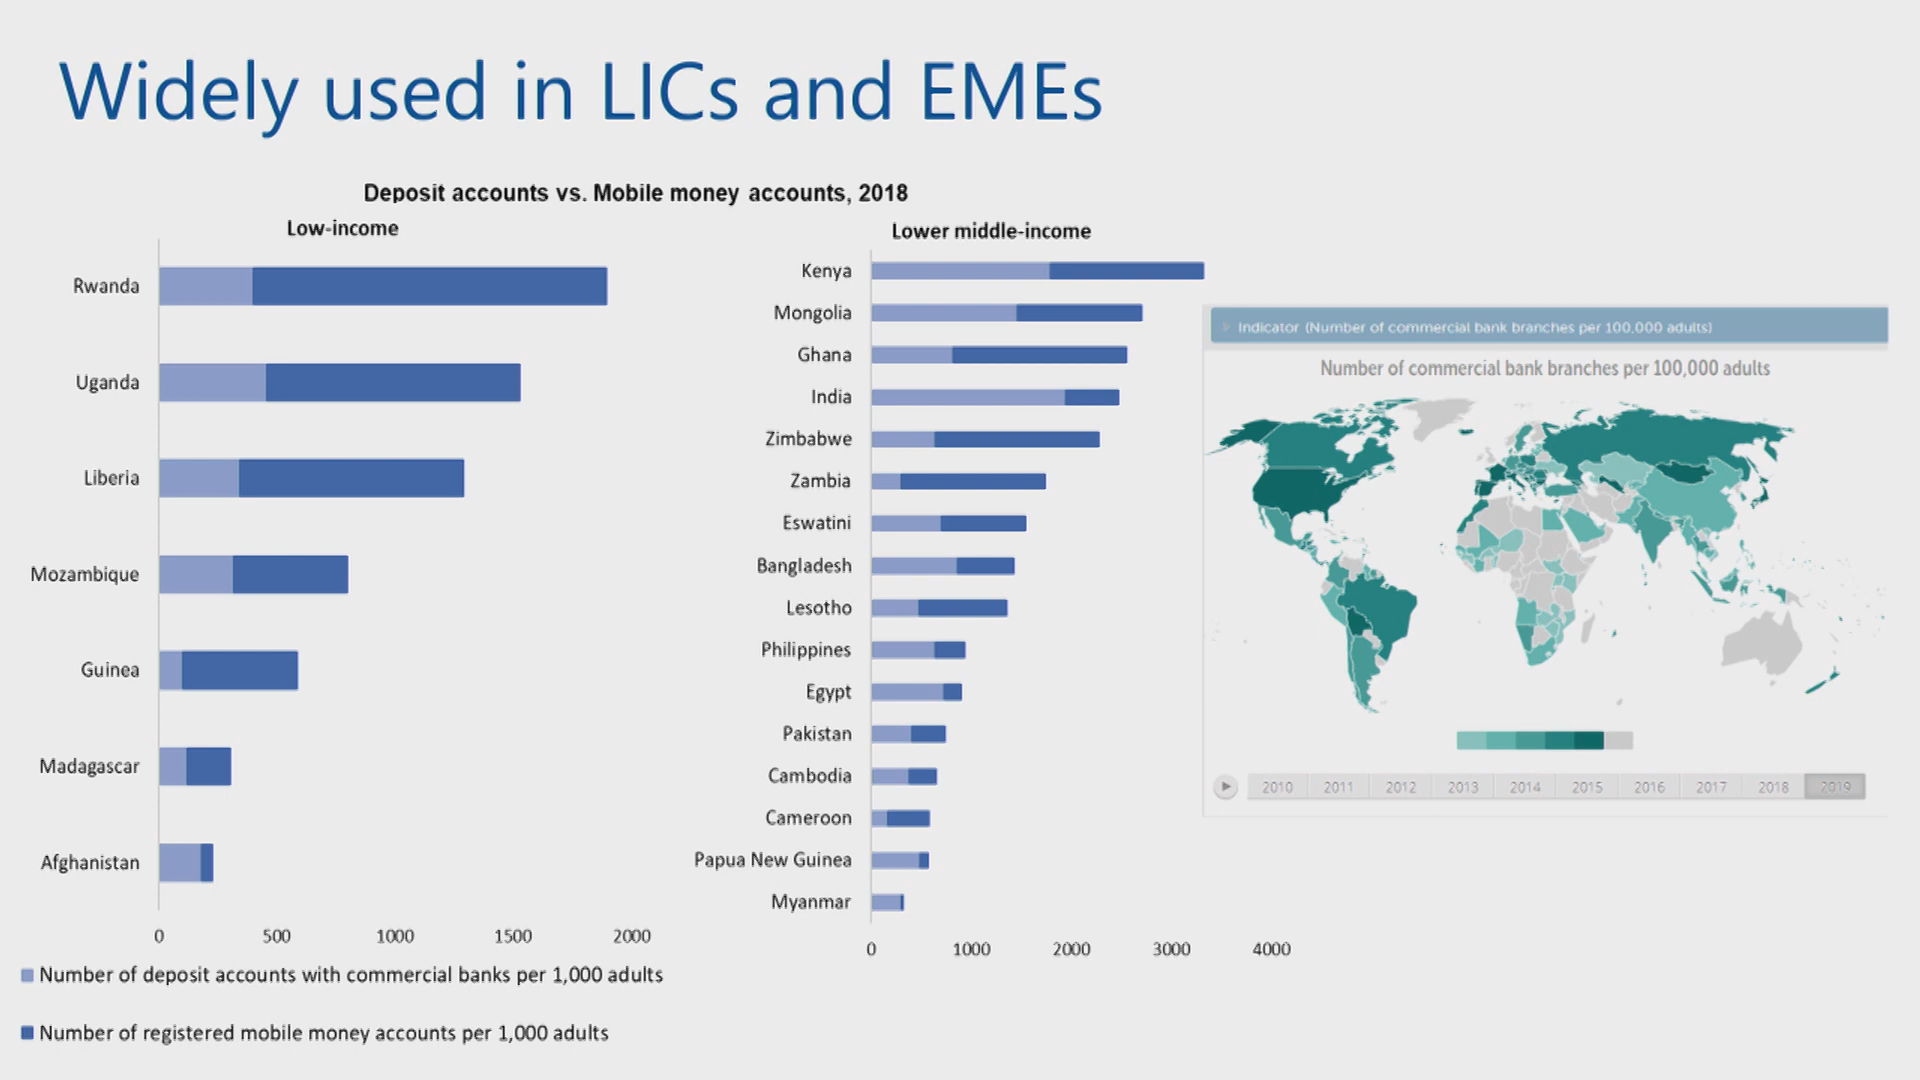 Widely used in LICs and EMEs
Deposit accounts vs. Mobile money accounts, 2018
Low-income
Rwanda
Uganda
Liberia
Mozambique
Guinea
Madagascar
Afghanistan
0 500 1000 1500 2000
Lower middle-income
Kenya
Mongolia
Ghana
India
Zimbabwe
Zambia
Eswatini
Bangladesh
Lesotho
Philippines
Egypt
Pakistan
Cambodia
Cameroon
Papua New Guinea
Myanmar
0 1000 2000 3000 4000
Number of deposit accounts with commercial banks per 1,000 adults
Number of registered mobile money accounts per 1,000 adults
Indicator (Number of commercial bank branches per 100,000 adults)
Number of commercial bank branches per 100,000 adults
2010 2011 2012 2013 2014 2015 2016 2017 2018 2019